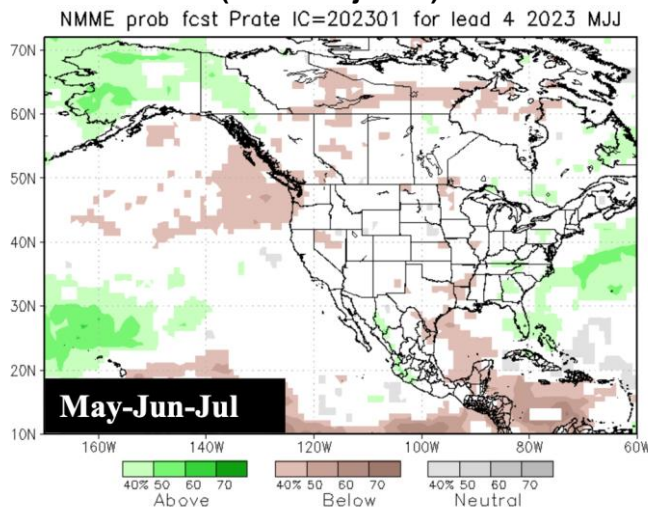 NMME prob fcst Prate IC=202301 for lead 4 2023 MJJ
70N
60N
50N
40N
30N
20N
10N
May-Jun-Jul
160W 140W 120W 100W 80W 60W
40% 50 60 70 40% 50 60 70 40% 50 60 70
Above Below Neutral